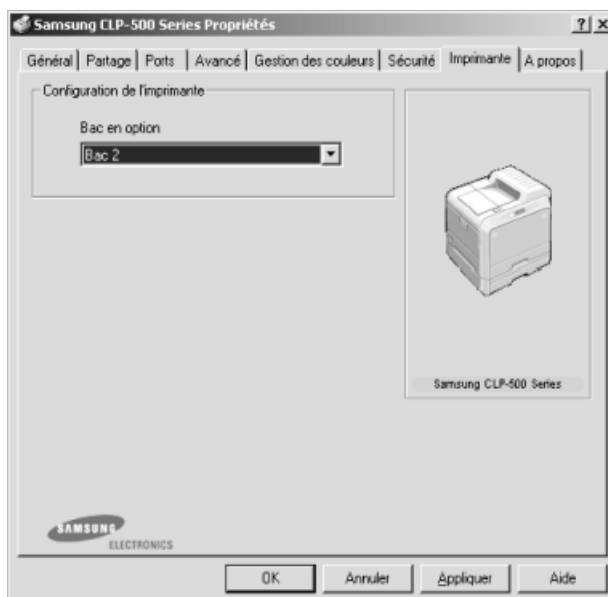 Samsung CLP-500 Series Propriétés
Général Partage Ports Avancé Gestion des couleurs Sécurité Imprimante A propos
Configuration de l'imprimante
Bac en option
Bac 2
Samsung CLP-500 Series
SAMSUNG
ELECTRONICS
OK Annuler Appliquer Aide